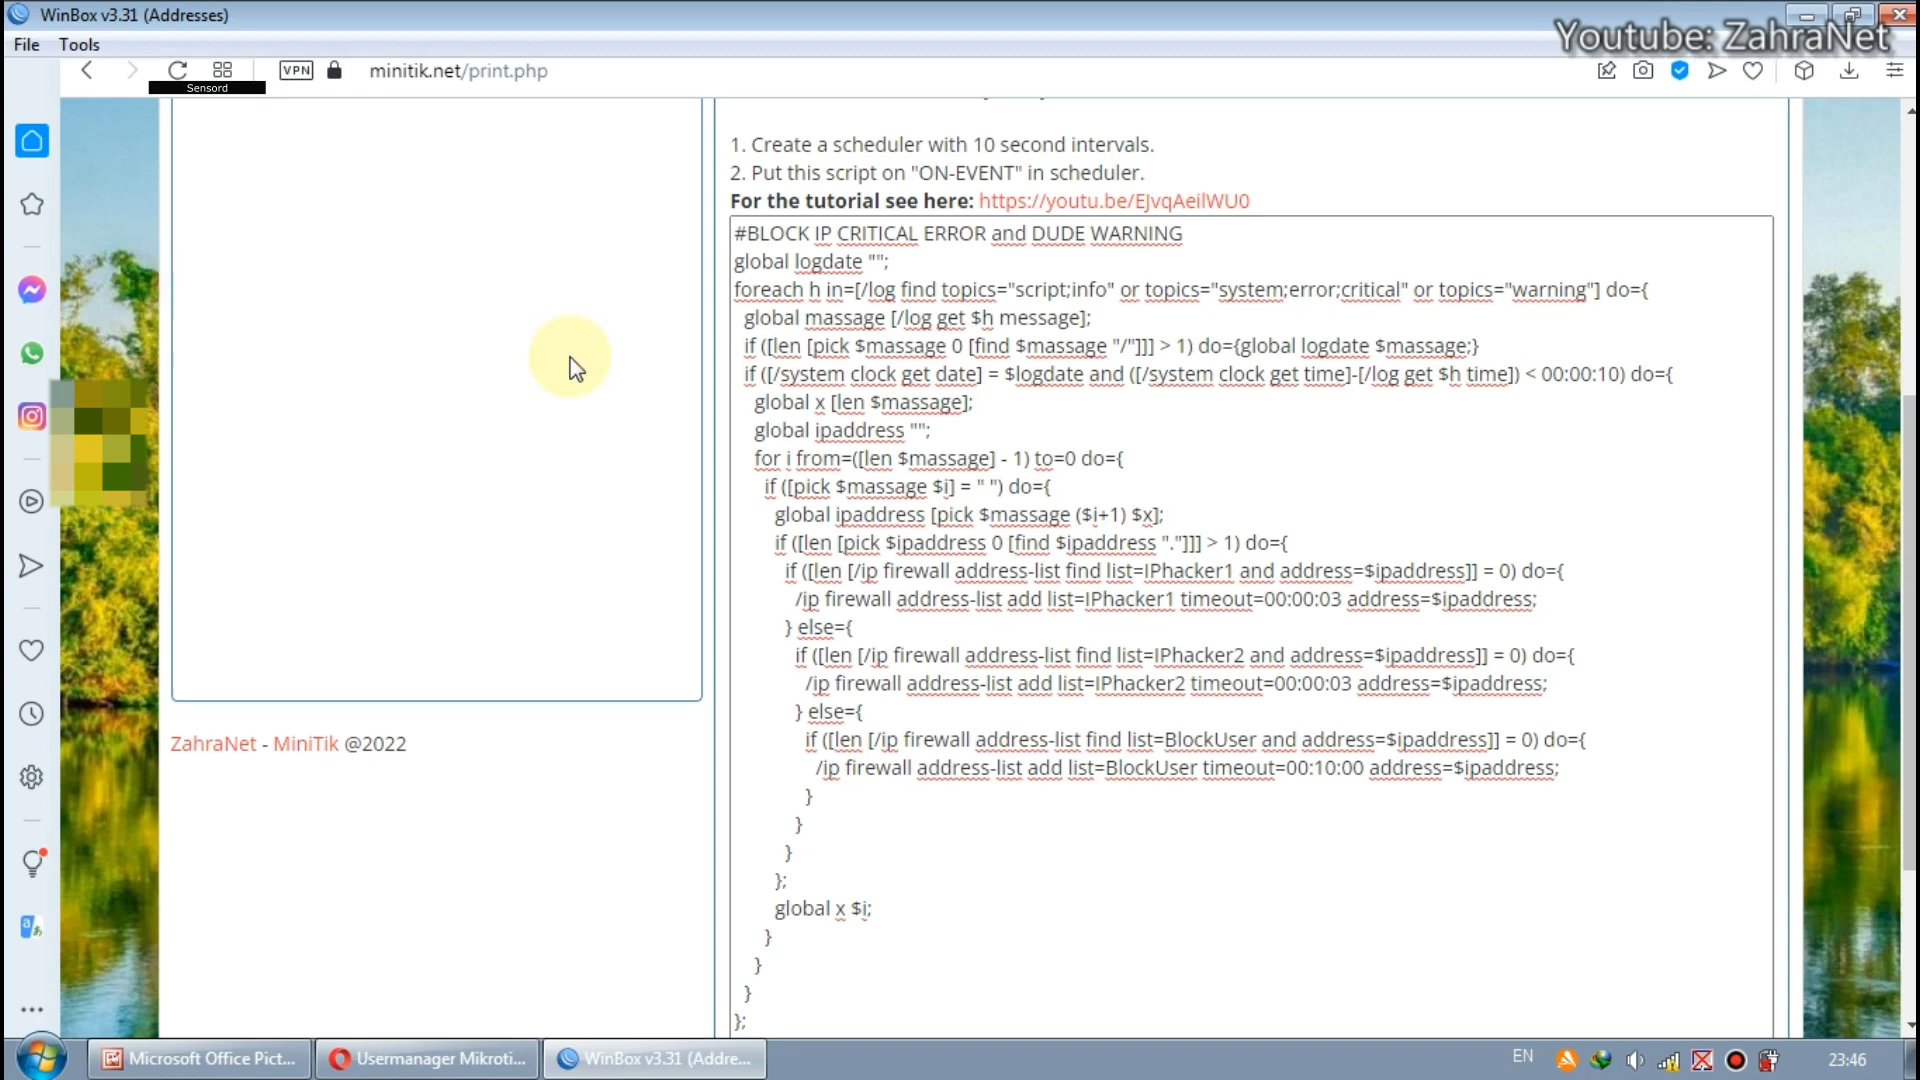 WinBox v3.31 (Addresses)
Youtube: ZahraNet
File Tools
VPN minitik.net/print.php
Sensord
1. Create a scheduler with 10 second intervals.
2. Put this script on "ON-EVENT" in scheduler.
For the tutorial see here: https://youtu.be/EJvqAeilWU0
#BLOCK IP CRITICAL ERROR and DUDE WARNING
global logdate "";
foreach h in=[/log find topics="script;info" or topics="system;error;critical" or topics="warning"] do={
global massage [/log get $h message];
if ([len [pick $massage 0 [find $massage "/"]]] > 1) do={global logdate $massage;}
if ([/system clock get date] = $logdate and ([/system clock get time]-[/log get $h time]) < 00:00:10) do={
global x [len $massage];
global ipaddress "";
for i from=([len $massage] - 1) to=0 do={
if ([pick $massage $i] = " ") do={
global ipaddress [pick $massage ($i+1) $x];
if ([len [pick $ipaddress 0 [find $ipaddress "."]]] > 1) do={
if ([len [/ip firewall address-list find list=IPhacker1 and address=$ipaddress]] = 0) do={
/ip firewall address-list add list=IPhacker1 timeout=00:00:03 address=$ipaddress;
} else={
if ([len [/ip firewall address-list find list=IPhacker2 and address=$ipaddress]] = 0) do={
/ip firewall address-list add list=IPhacker2 timeout=00:00:03 address=$ipaddress;
} else={
if ([len [/ip firewall address-list find list=BlockUser and address=$ipaddress]] = 0) do={
/ip firewall address-list add list=BlockUser timeout=00:10:00 address=$ipaddress;
}
}
}
};
global x $i;
}
}
}
};
ZahraNet - MiniTik @2022
Microsoft Office Pict... Usermanager Mikroti... WinBox v3.31 (Addre... EN 23:46